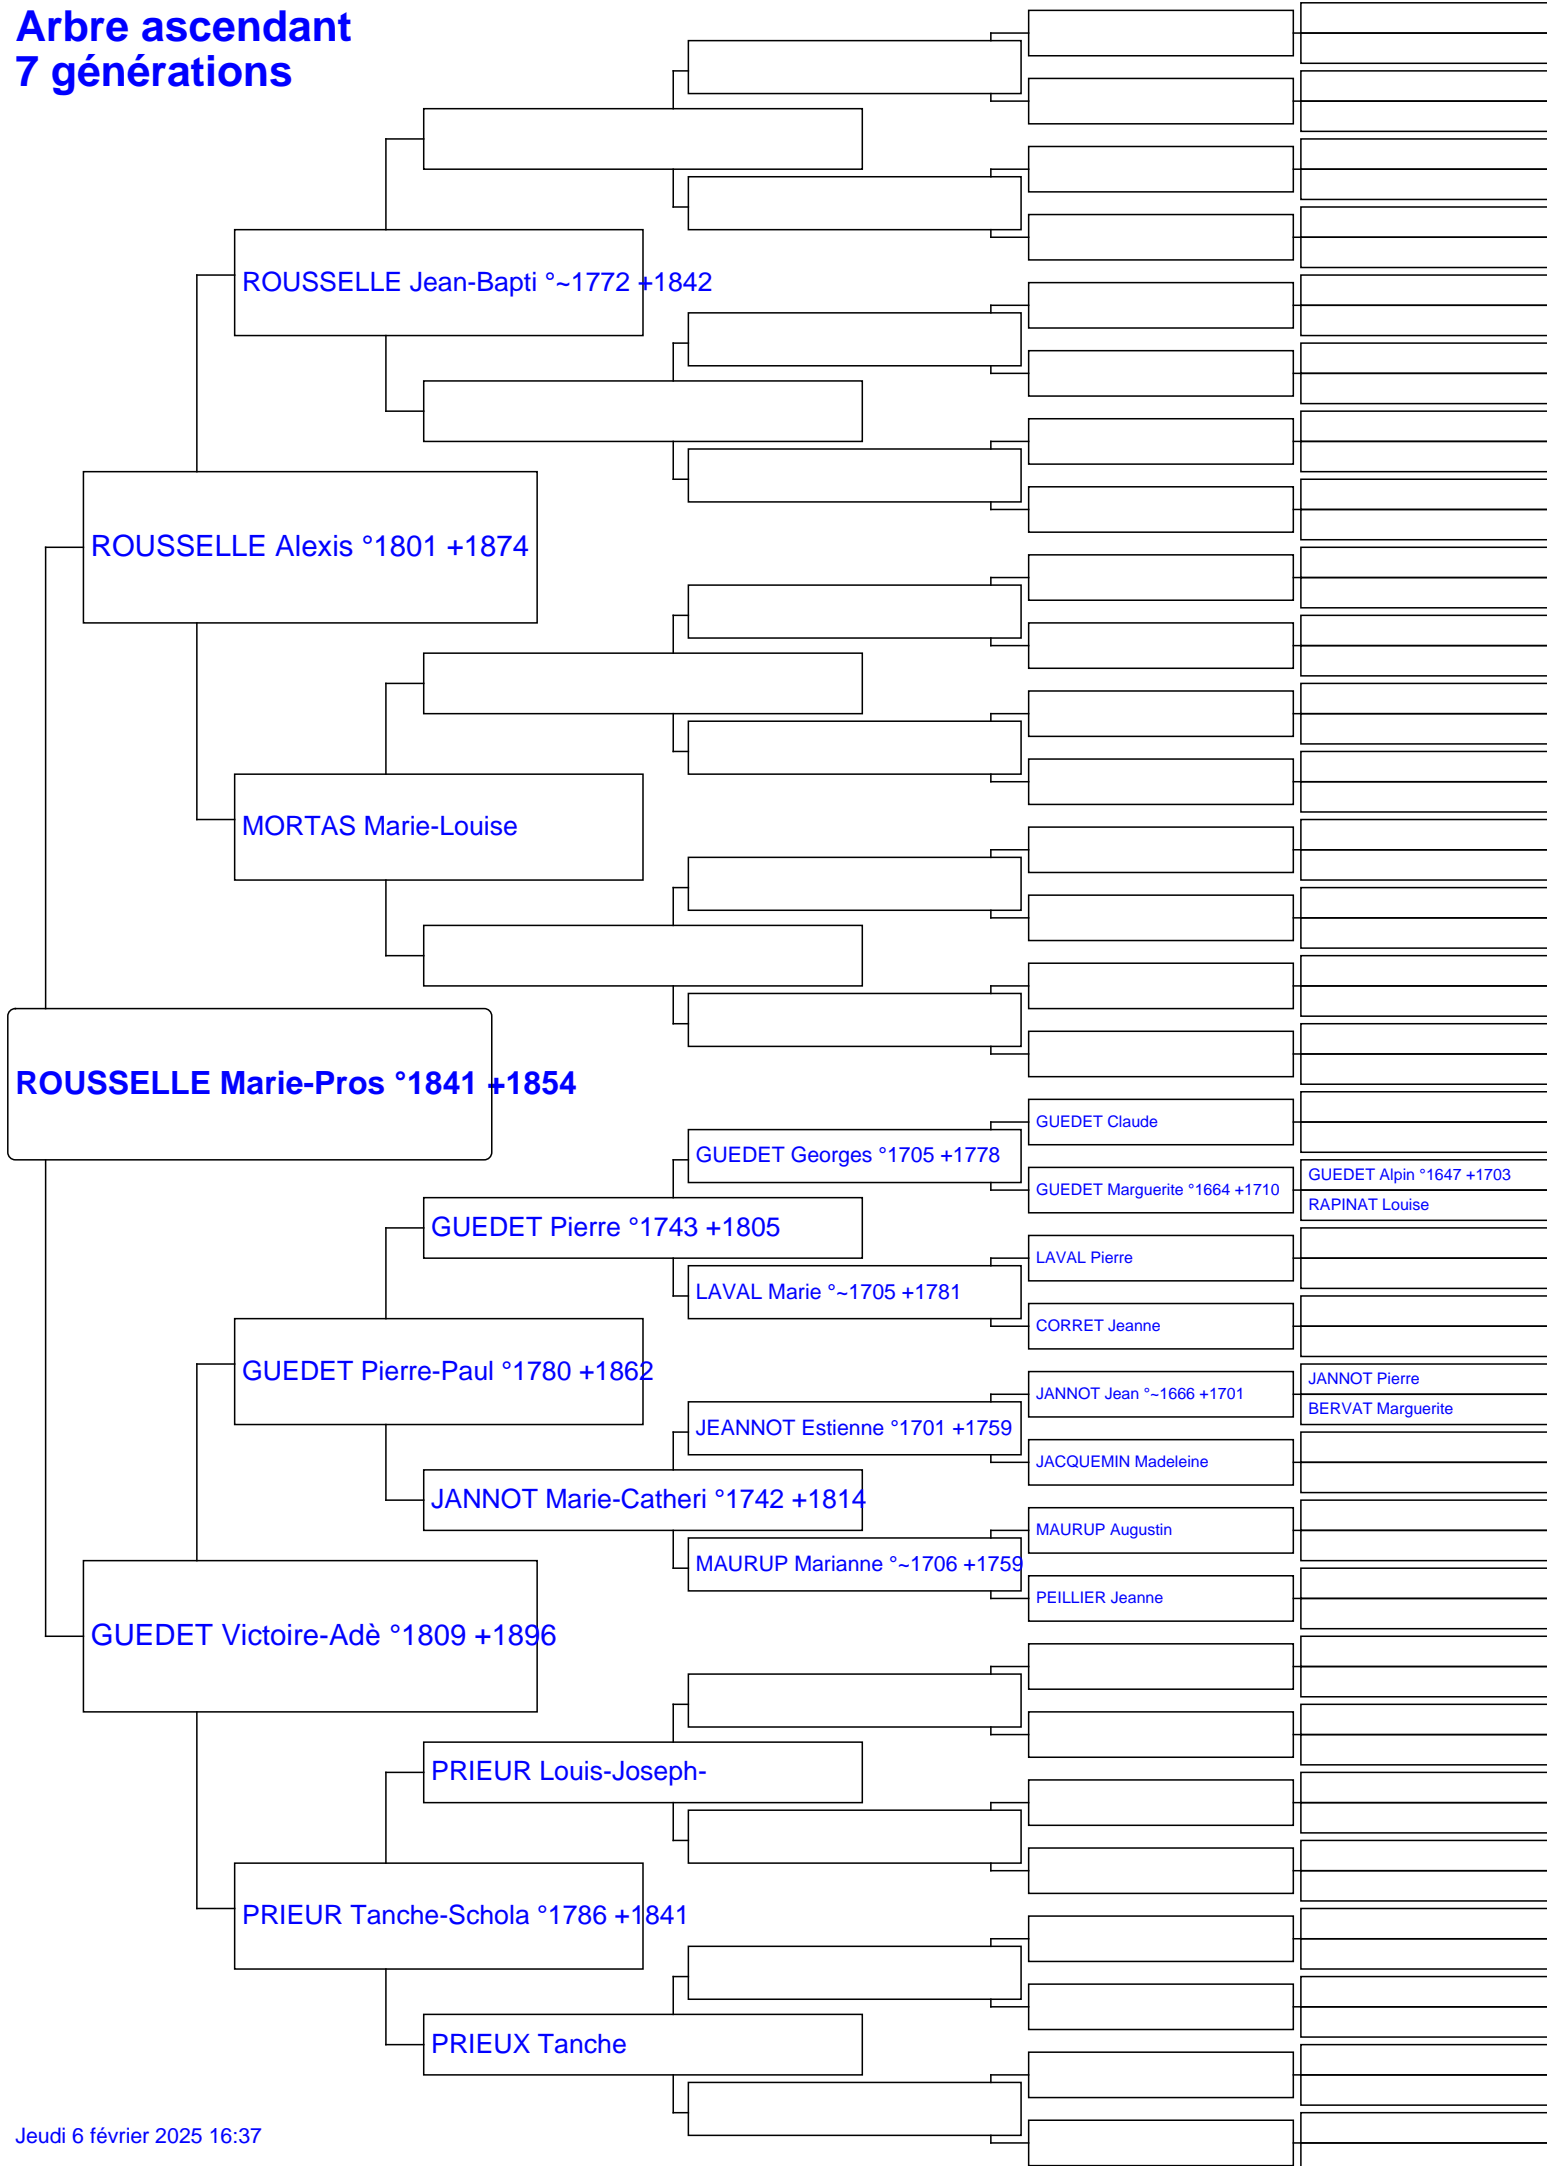 Arbre ascendant
7 générations
ROUSSELLE Jean-Bapti °~1772 +1842
ROUSSELLE Alexis °1801 +1874
MORTAS Marie-Louise
ROUSSELLE Marie-Pros °1841 +1854
GUEDET Claude
GUEDET Georges °1705 +1778
GUEDET Alpin °1647 +1703
GUEDET Marguerite °1664 +1710
RAPINAT Louise
GUEDET Pierre °1743 +1805
LAVAL Pierre
LAVAL Marie °~1705 +1781
CORRET Jeanne
GUEDET Pierre-Paul °1780 +1862
JANNOT Pierre
JANNOT Jean °~1666 +1701
BERVAT Marguerite
JEANNOT Estienne °1701 +1759
JACQUEMIN Madeleine
JANNOT Marie-Catheri °1742 +1814
MAURUP Augustin
MAURUP Marianne °~1706 +1759
PEILLIER Jeanne
GUEDET Victoire-Adè °1809 +1896
PRIEUR Louis-Joseph-
PRIEUR Tanche-Schola °1786 +1841
PRIEUX Tanche
Jeudi 6 février 2025 16:37